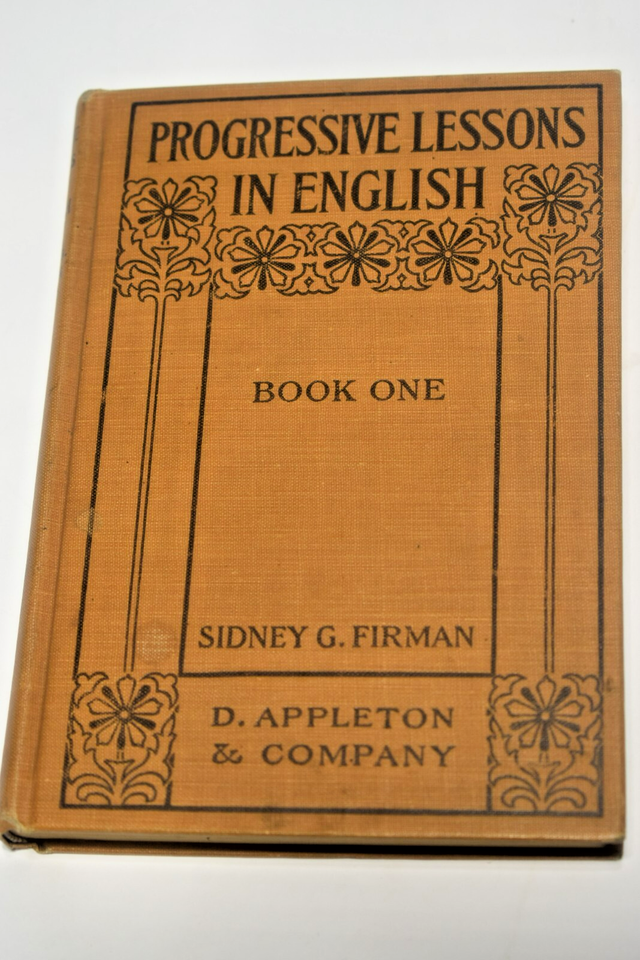 PROGRESSIVE LESSONS
IN ENGLISH
BOOK ONE
SIDNEY G. FIRMAN
D. APPLETON
& COMPANY